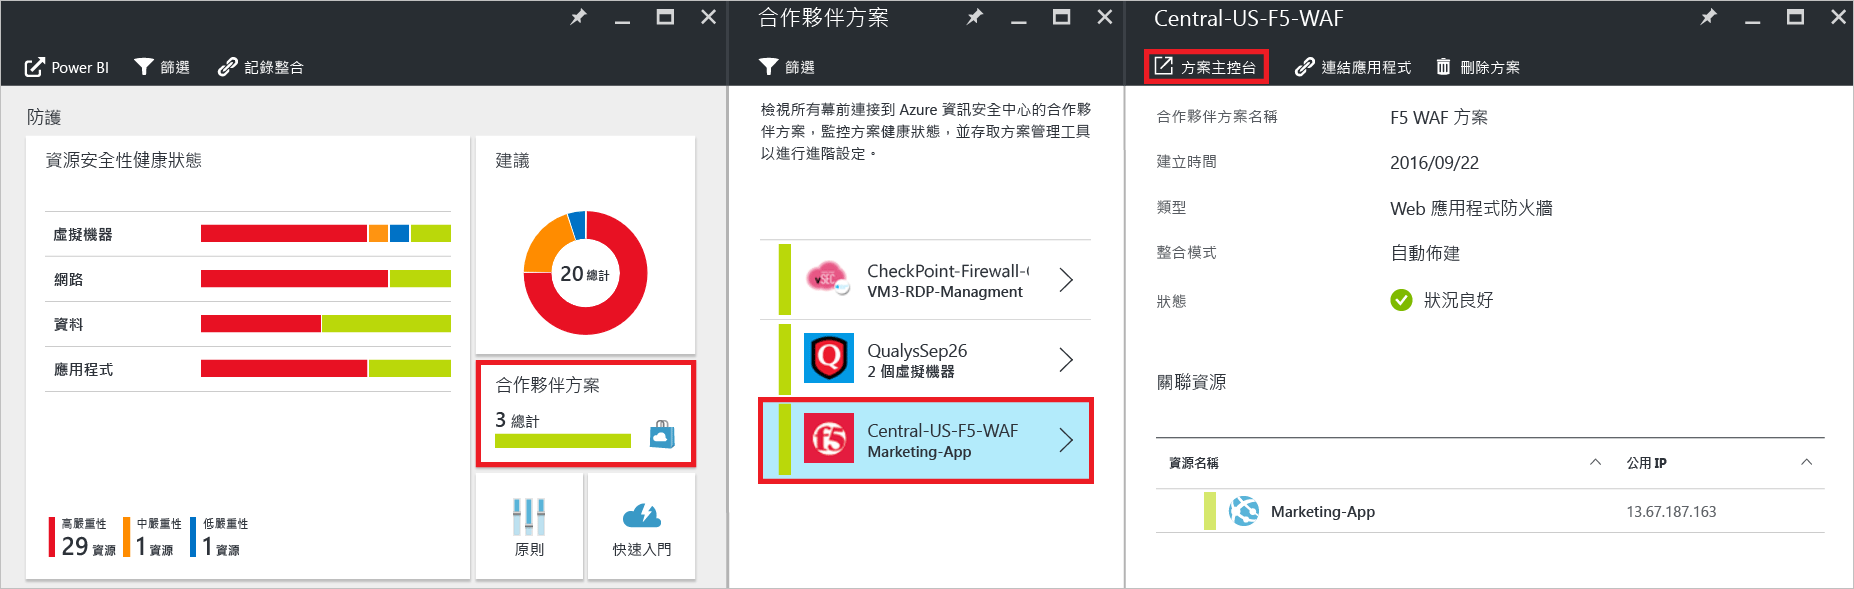 Power BI
篩選
記錄整合
防護
資源安全性健康狀態
虛擬機器
網路
資料
應用程式
高嚴重性
29 資源
中嚴重性
1 資源
低嚴重性
1 資源
建議
20 總計
合作夥伴方案
3 總計
原則
快速入門
合作夥伴方案
篩選
檢視所有幕前連接到 Azure 資訊安全中心的合作夥
伴方案，監控方案健康狀態，並存取方案管理工具
以進行進階設定。
vSEC
CheckPoint-Firewall-
VM3-RDP-Managment
QualysSep26
2 個虛擬機器
f5
Central-US-F5-WAF
Marketing-App
Central-US-F5-WAF
方案主控台
連結應用程式
刪除方案
合作夥伴方案名稱
F5 WAF 方案
建立時間
2016/09/22
類型
Web 應用程式防火牆
整合模式
自動佈建
狀態
狀況良好
關聯資源
資源名稱
公用 IP
Marketing-App
13.67.187.163